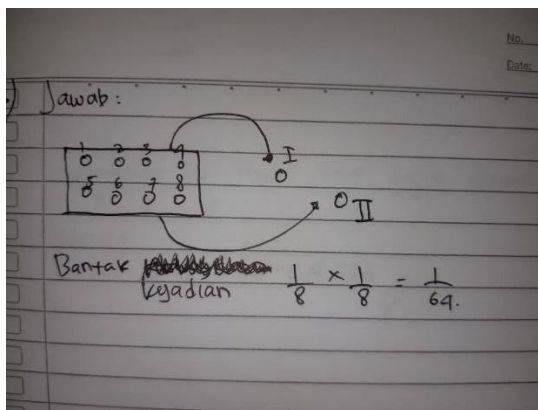 No.
Date:
Jawab :
1 2 3 4
5 6 7 8
I
II
Bantak kejadian 1/8 × 1/8 = 1/64.